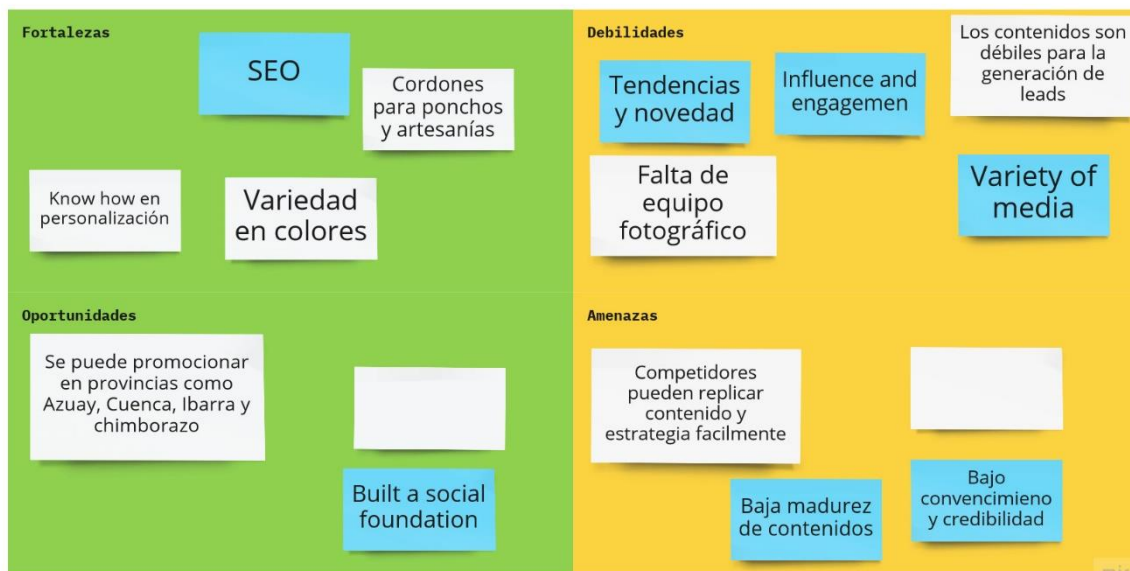 Fortalezas
SEO
Cordones
para ponchos
y artesanías
Know how en
personalización
Variedad
en colores
Debilidades
Tendencias
y novedad
Influence and
engagemen
Los contenidos son
débiles para la
generación de
leads
Falta de
equipo
fotográfico
Variety of
media
Oportunidades
Se puede promocionar
en provincias como
Azuay, Cuenca, Ibarra y
chimborazo
Built a social
foundation
Amenazas
Competidores
pueden replicar
contenido y
estrategia facilmente
Baja madurez
de contenidos
Bajo
convencimieno
y credibilidad